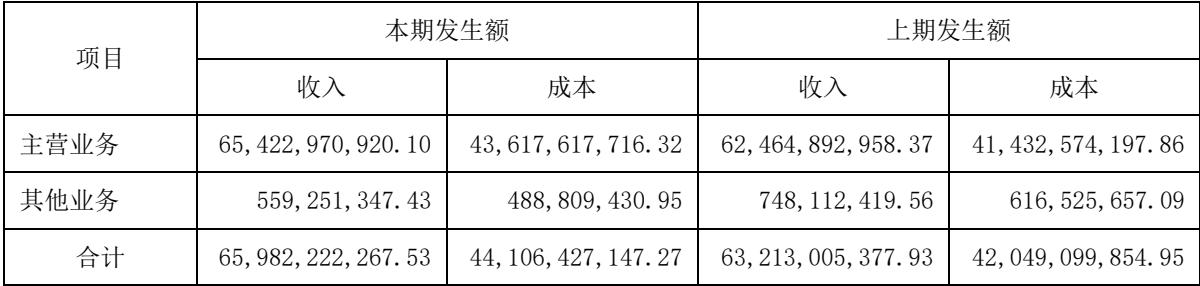 项目 本期发生额 上期发生额
收入 成本 收入 成本
主营业务 65,422,970,920.10 43,617,617,716.32 62,464,892,958.37 41,432,574,197.86
其他业务 559,251,347.43 488,809,430.95 748,112,419.56 616,525,657.09
合计 65,982,222,267.53 44,106,427,147.27 63,213,005,377.93 42,049,099,854.95